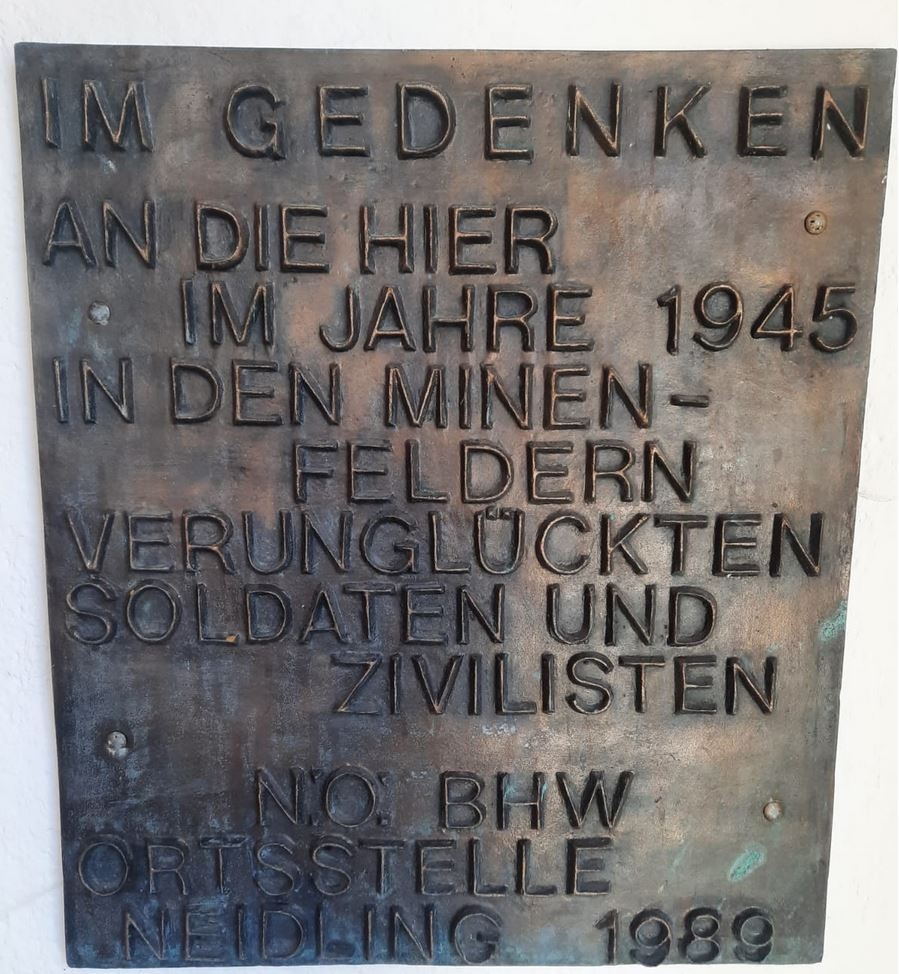 IM GEDENKEN
AN DIE HIER
IM JAHRE 1945
IN DEN MINEN-
FELDERN
VERUNGLÜCKTEN
SOLDATEN UND
ZIVILISTEN
N.Ö. BHW
ORTSSTELLE
NEIDLING 1989